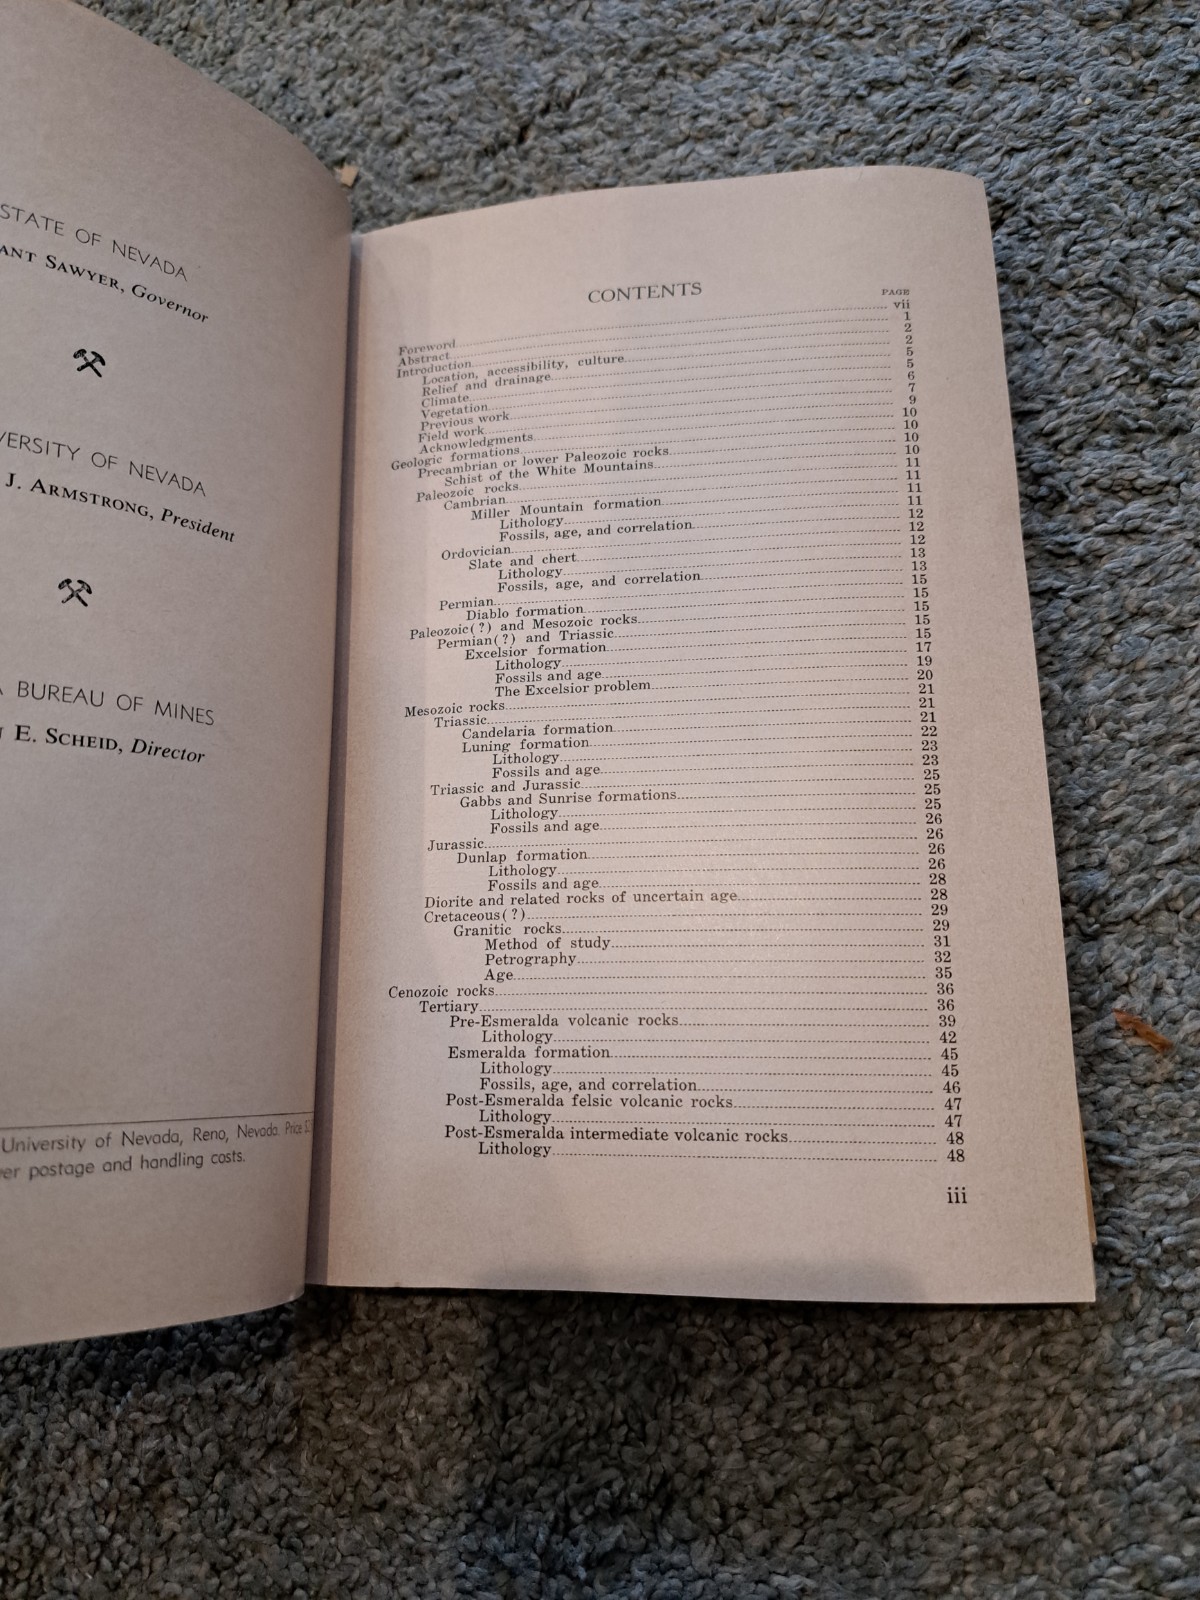 STATE OF NEVADA
ANT SAWYER, Governor
VERSITY OF NEVADA
J. ARMSTRONG, President
A BUREAU OF MINES
E. SCHEID, Director
University of Nevada, Reno, Nevada. Price
er postage and handling costs.
CONTENTS
PAGE
Foreword vii
Abstract 1
Introduction 2
Location, accessibility, culture 2
Relief and drainage 5
Climate 5
Vegetation 6
Previous work 7
Field work 9
Acknowledgments 10
Geologic formations 10
Precambrian or lower Paleozoic rocks 10
Schist of the White Mountains 10
Paleozoic rocks 11
Cambrian 11
Miller Mountain formation 11
Lithology 11
Fossils, age, and correlation 12
Ordovician 12
Slate and chert 12
Lithology 13
Fossils, age, and correlation 13
Permian 15
Diablo formation 15
Paleozoic(?) and Mesozoic rocks 15
Permian(?) and Triassic 15
Excelsior formation 15
Lithology 17
Fossils and age 19
The Excelsior problem 20
Mesozoic rocks 21
Triassic 21
Candelaria formation 21
Luning formation 22
Lithology 23
Fossils and age 23
Triassic and Jurassic 25
Gabbs and Sunrise formations 25
Lithology 25
Fossils and age 26
Jurassic 26
Dunlap formation 26
Lithology 26
Fossils and age 28
Diorite and related rocks of uncertain age 28
Cretaceous(?) 29
Granitic rocks 29
Method of study 31
Petrography 32
Age 35
Cenozoic rocks 36
Tertiary 36
Pre-Esmeralda volcanic rocks 39
Lithology 42
Esmeralda formation 45
Lithology 45
Fossils, age, and correlation 46
Post-Esmeralda felsic volcanic rocks 47
Lithology 47
Post-Esmeralda intermediate volcanic rocks 48
Lithology 48
iii